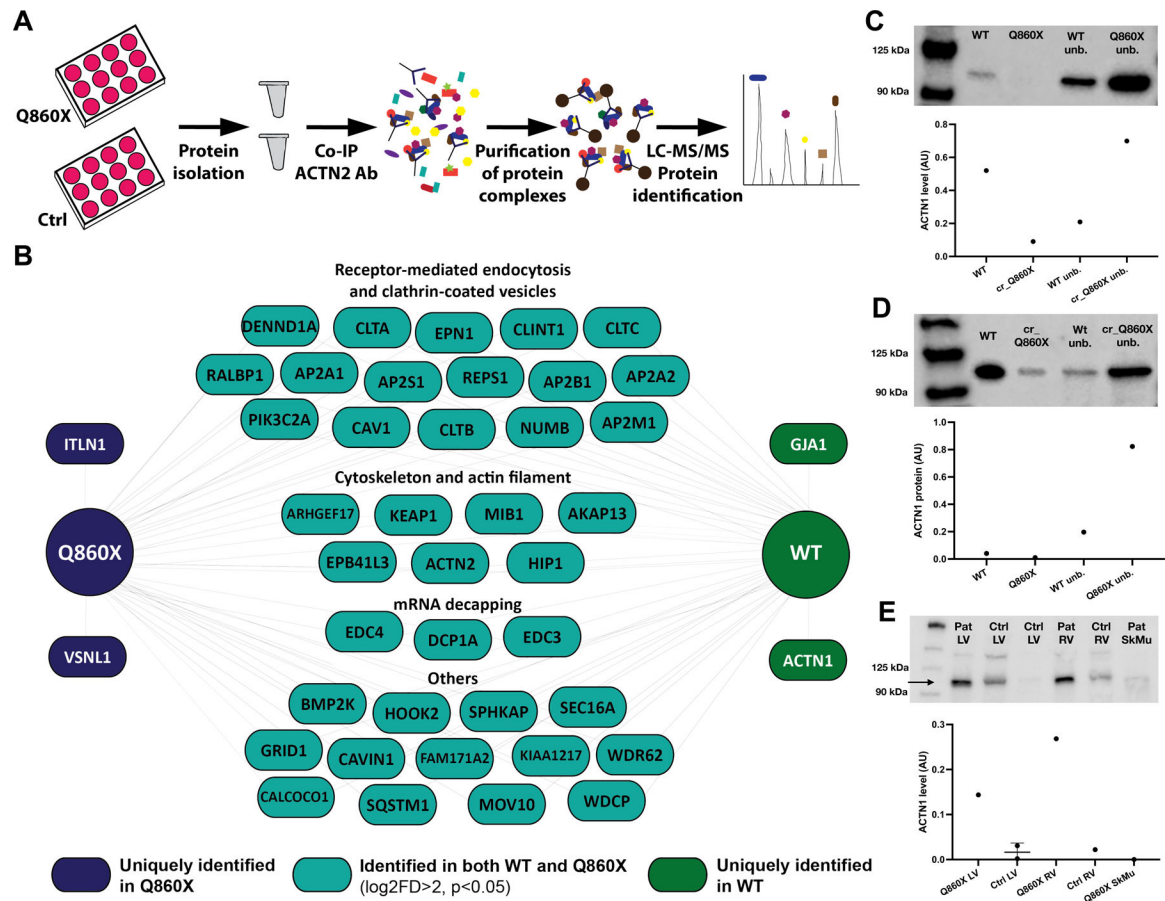 A
Q860X
Ctrl
Protein
isolation
Co-IP
ACTN2 Ab
Purification
of protein
complexes
LC-MS/MS
Protein
identification
B
Receptor-mediated endocytosis
and clathrin-coated vesicles
DENND1A
CLTA
EPN1
CLINT1
CLTC
RALBP1
AP2A1
AP2S1
REPS1
AP2B1
AP2A2
PIK3C2A
CAV1
CLTB
NUMB
AP2M1
ITLN1
GJA1
Cytoskeleton and actin filament
ARHGEF17
KEAP1
MIB1
AKAP13
Q860X
WT
EPB41L3
ACTN2
HIP1
mRNA decapping
EDC4
DCP1A
EDC3
VSNL1
ACTN1
Others
BMP2K
HOOK2
SPHKAP
SEC16A
GRID1
CAVIN1
FAM171A2
KIAA1217
WDR62
CALCOCO1
SQSTM1
MOV10
WDCP
Uniquely identified
in Q860X
Identified in both WT and Q860X
(log2FD>2, p<0.05)
Uniquely identified
in WT
C
125 kDa
90 kDa
WT
Q860X
WT
unb.
Q860X
unb.
ACTN1 level (AU)
0.8
0.6
0.4
0.2
0.0
WT
cr_Q860X
WT unb.
cr_Q860X unb.
D
125 kDa
90 kDa
WT
cr_
Q860X
Wt
unb.
cr_Q860X
unb.
ACTN1 protein (AU)
1.0
0.8
0.6
0.4
0.2
0.0
WT
Q860X
WT unb.
Q860X unb.
E
Pat
LV
Ctrl
LV
Ctrl
LV
Pat
RV
Ctrl
RV
Pat
SkMu
125 kDa
90 kDa
ACTN1 level (AU)
0.3
0.2
0.1
0.0
Q860X LV
Ctrl LV
Q860X RV
Ctrl RV
Q860X SkMu